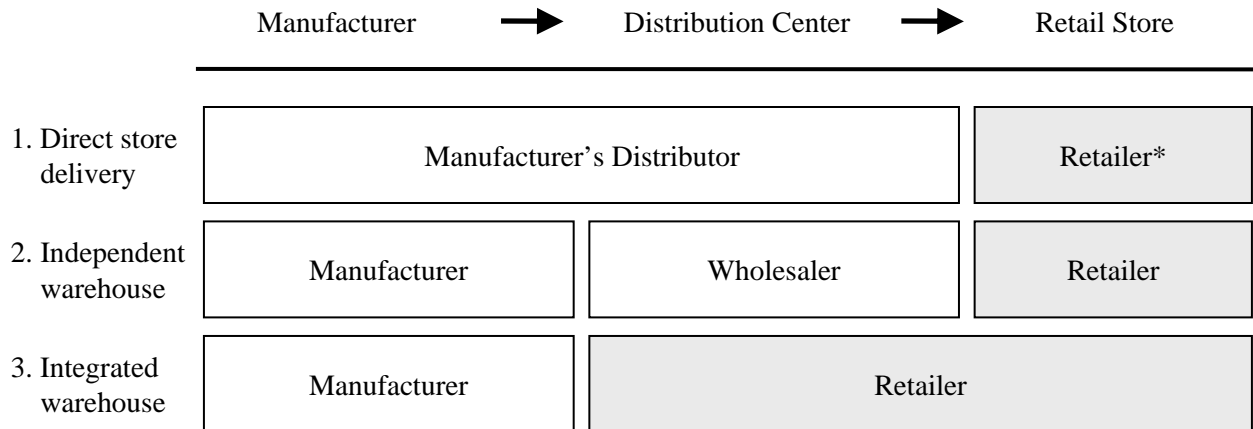 Manufacturer Distribution Center Retail Store
1. Direct store
delivery
Manufacturer’s Distributor Retailer*
2. Independent
warehouse
Manufacturer Wholesaler Retailer
3. Integrated
warehouse
Manufacturer Retailer